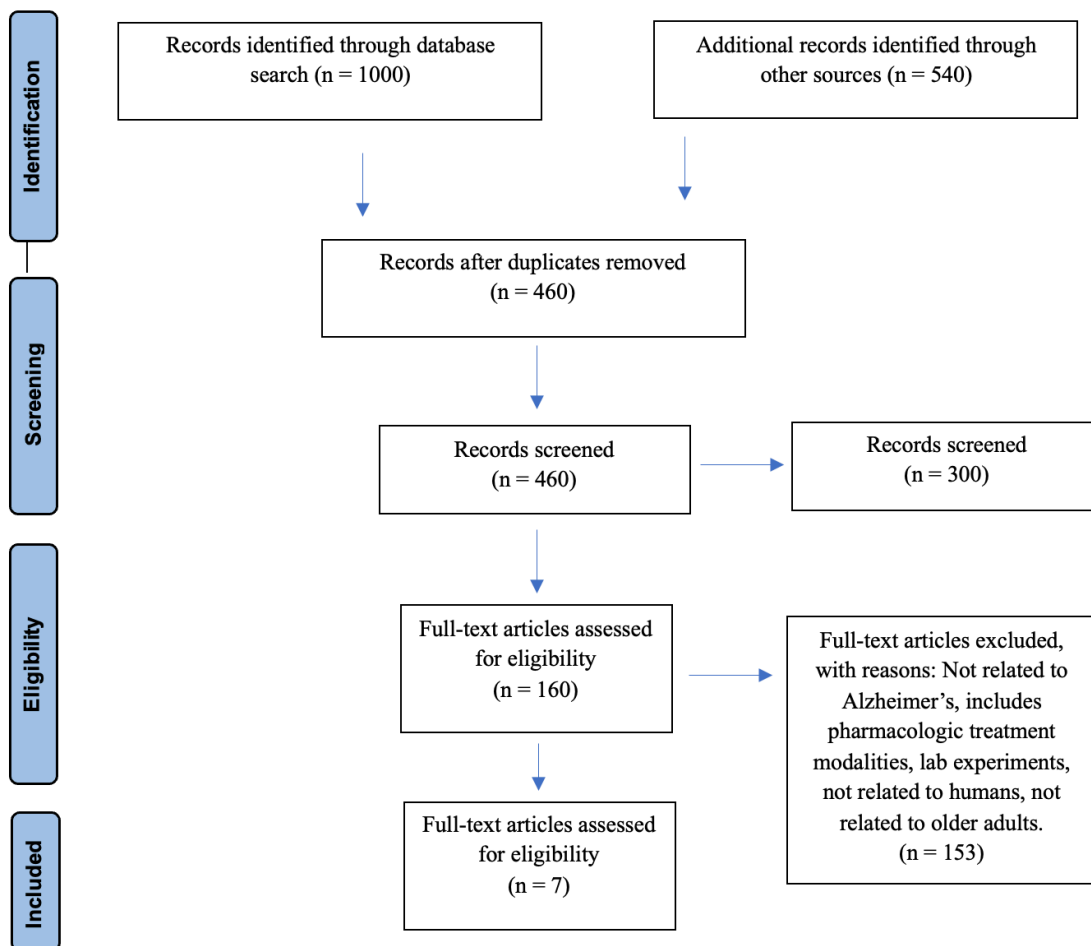 Identification
Records identified through database
search (n = 1000)
Additional records identified through
other sources (n = 540)
Records after duplicates removed
(n = 460)
Screening
Records screened
(n = 460)
Records screened
(n = 300)
Eligibility
Full-text articles assessed
for eligibility
(n = 160)
Full-text articles excluded,
with reasons: Not related to
Alzheimer’s, includes
pharmacologic treatment
modalities, lab experiments,
not related to humans, not
related to older adults.
(n = 153)
Included
Full-text articles assessed
for eligibility
(n = 7)